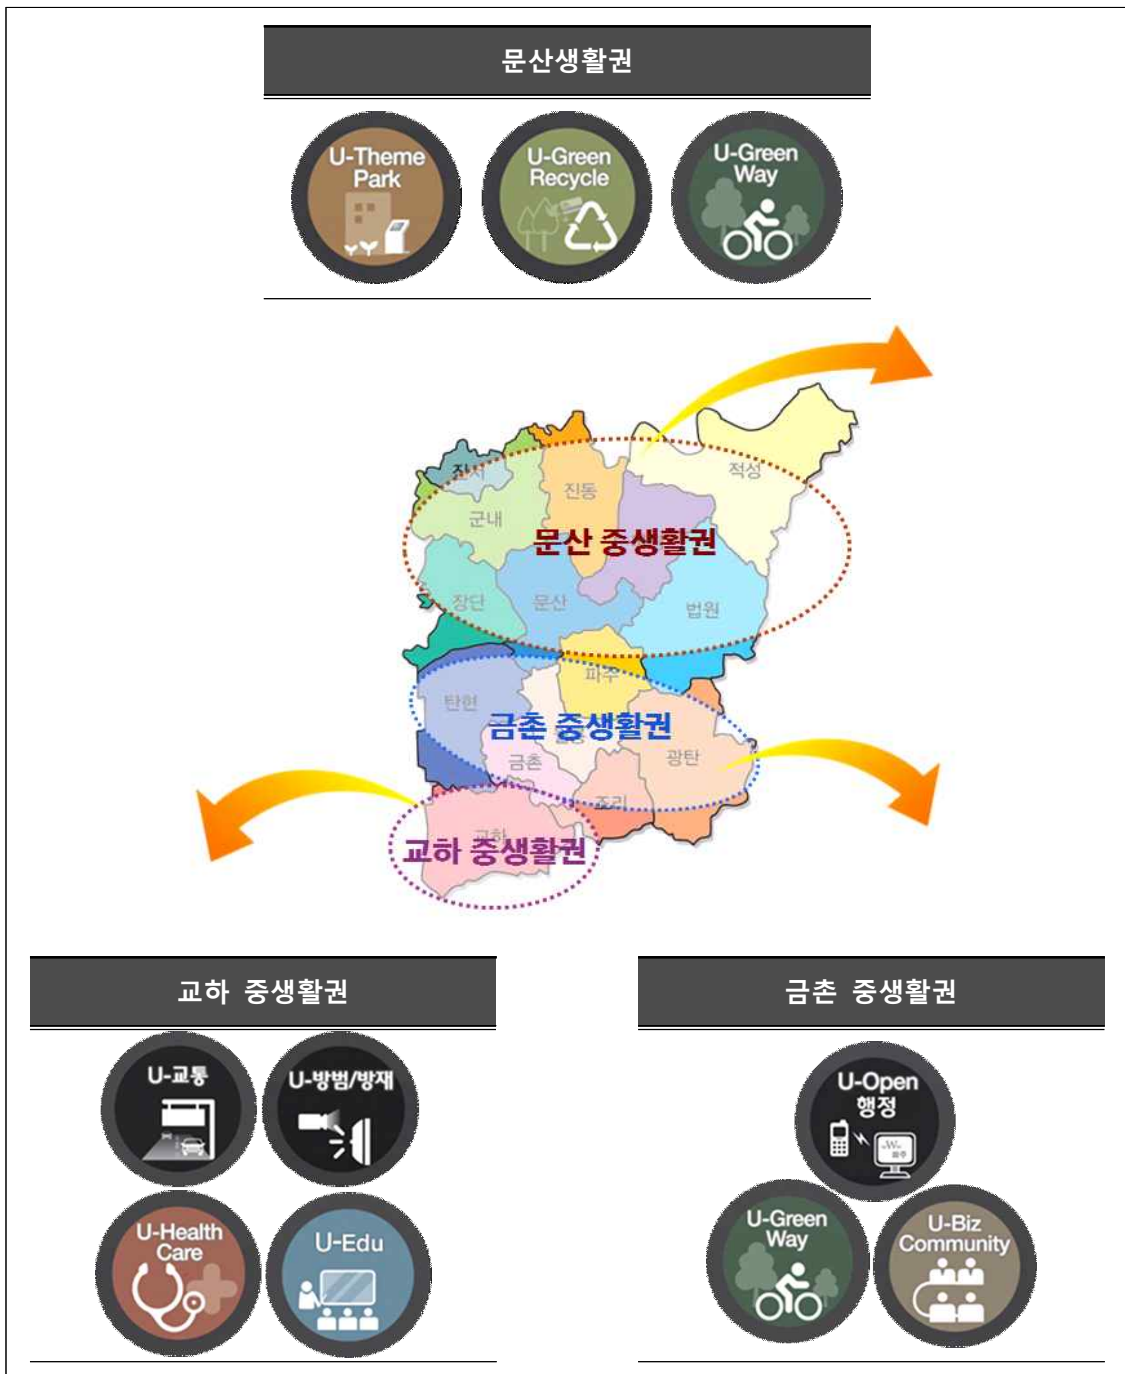 문산생활권
U-Theme
Park
U-Green
Recycle
U-Green
Way
적성
진동
군내
문산 중생활권
장단
문산
법원
파주
탄현
금촌 중생활권
금촌
광탄
조리
교하
교하 중생활권
교하 중생활권
U-교통
U-방범/방재
U-Health
Care
U-Edu
금촌 중생활권
U-Open
행정
U-Green
Way
U-Biz
Community